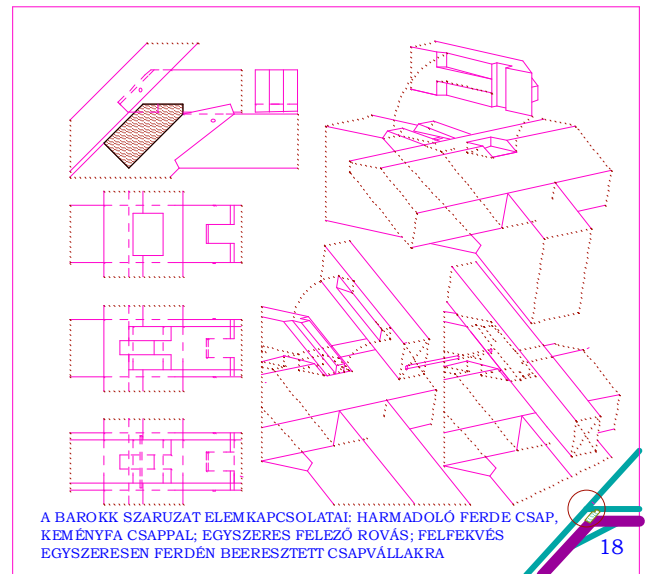 A BAROKK SZARUZAT ELEMKAPCSOLATAI: HARMADOLÓ FERDE CSAP,
KEMÉNYFA CSAPPAL; EGYSZERES FELEZŐ ROVÁS; FELFEKVÉS
EGYSZERESEN FERDÉN BEERESZTETT CSAPVÁLLAKRA
18